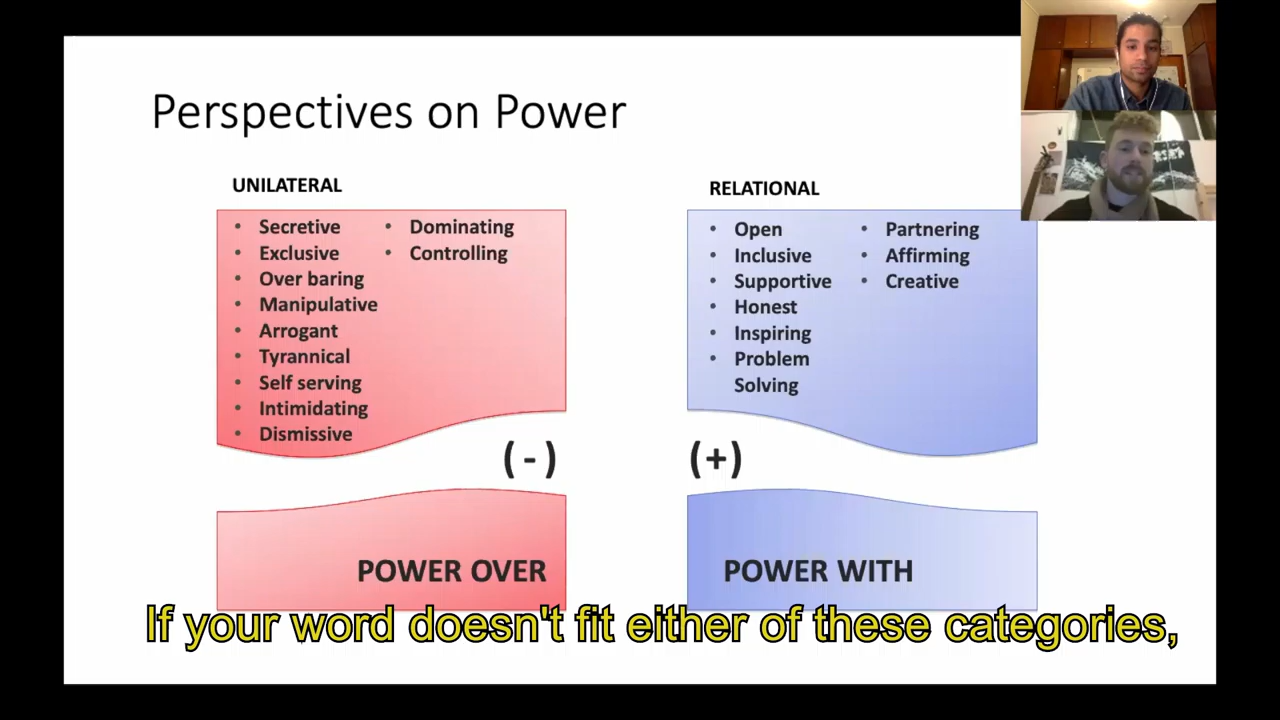 Perspectives on Power
UNILATERAL
• Secretive
• Exclusive
• Over baring
• Manipulative
• Arrogant
• Tyrannical
• Self serving
• Intimidating
• Dismissive
• Dominating
• Controlling
(-)
POWER OVER
RELATIONAL
• Open
• Inclusive
• Supportive
• Honest
• Inspiring
• Problem
Solving
• Partnering
• Affirming
• Creative
(+)
POWER WITH
If your word doesn't fit either of these categories,